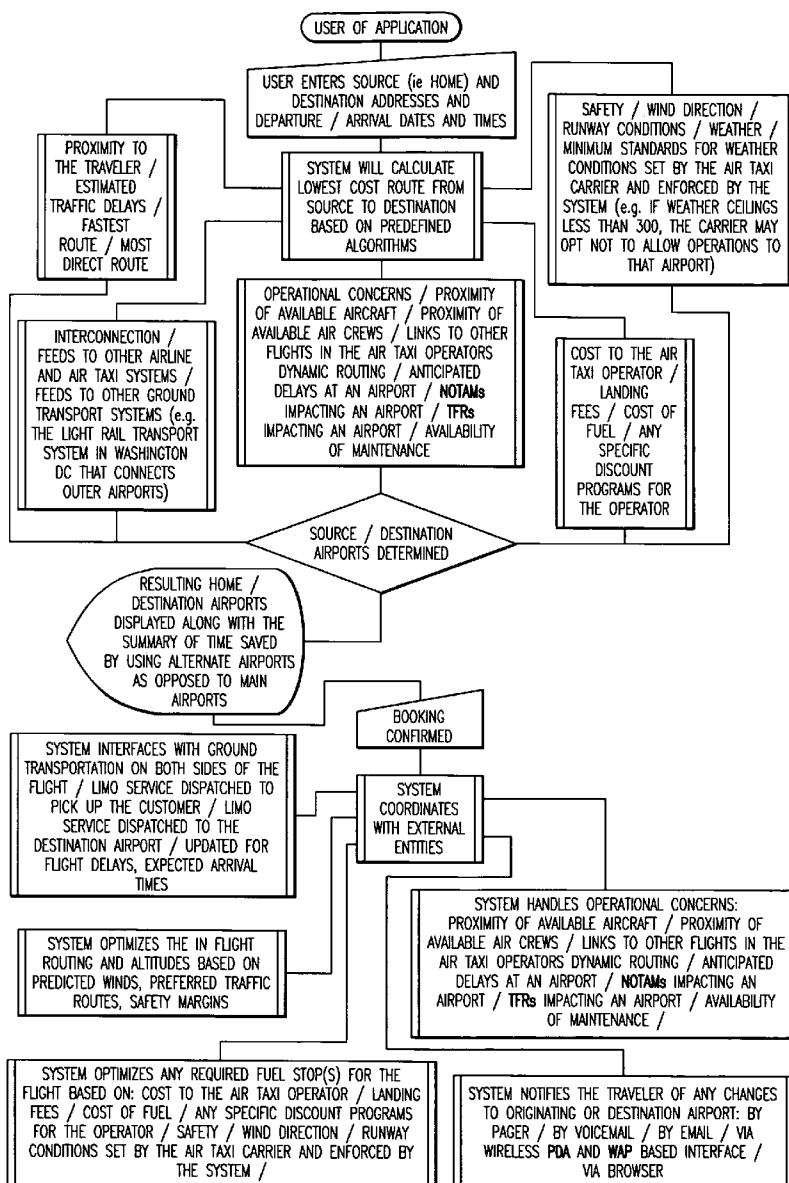 USER OF APPLICATION
USER ENTERS SOURCE (ie HOME) AND
DESTINATION ADDRESSES AND
DEPARTURE / ARRIVAL DATES AND TIMES
PROXIMITY TO
THE TRAVELER /
ESTIMATED
TRAFFIC DELAYS /
FASTEST
ROUTE / MOST
DIRECT ROUTE
SYSTEM WILL CALCULATE
LOWEST COST ROUTE FROM
SOURCE TO DESTINATION
BASED ON PREDEFINED
ALGORITHMS
SAFETY / WIND DIRECTION /
RUNWAY CONDITIONS / WEATHER /
MINIMUM STANDARDS FOR WEATHER
CONDITIONS SET BY THE AIR TAXI
CARRIER AND ENFORCED BY THE
SYSTEM (e.g. IF WEATHER CEILINGS
LESS THAN 300, THE CARRIER MAY
OPT NOT TO ALLOW OPERATIONS TO
THAT AIRPORT)
INTERCONNECTION /
FEEDS TO OTHER AIRLINE
AND AIR TAXI SYSTEMS /
FEEDS TO OTHER GROUND
TRANSPORT SYSTEMS (e.g.
THE LIGHT RAIL TRANSPORT
SYSTEM IN WASHINGTON
DC THAT CONNECTS
OUTER AIRPORTS)
OPERATIONAL CONCERNS / PROXIMITY
OF AVAILABLE AIRCRAFT / PROXIMITY OF
AVAILABLE AIR CREWS / LINKS TO OTHER
FLIGHTS IN THE AIR TAXI OPERATORS
DYNAMIC ROUTING / ANTICIPATED
DELAYS AT AN AIRPORT / NOTAMs
IMPACTING AN AIRPORT / TFRs
IMPACTING AN AIRPORT / AVAILABILITY
OF MAINTENANCE
COST TO THE AIR
TAXI OPERATOR /
LANDING
FEES / COST OF
FUEL / ANY
SPECIFIC
DISCOUNT
PROGRAMS FOR
THE OPERATOR
SOURCE / DESTINATION
AIRPORTS DETERMINED
RESULTING HOME /
DESTINATION AIRPORTS
DISPLAYED ALONG WITH THE
SUMMARY OF TIME SAVED
BY USING ALTERNATE AIRPORTS
AS OPPOSED TO MAIN
AIRPORTS
BOOKING
CONFIRMED
SYSTEM INTERFACES WITH GROUND
TRANSPORTATION ON BOTH SIDES OF THE
FLIGHT / LIMO SERVICE DISPATCHED TO
PICK UP THE CUSTOMER / LIMO
SERVICE DISPATCHED TO THE
DESTINATION AIRPORT / UPDATED FOR
FLIGHT DELAYS, EXPECTED ARRIVAL
TIMES
SYSTEM
COORDINATES
WITH EXTERNAL
ENTITIES
SYSTEM HANDLES OPERATIONAL CONCERNS:
PROXIMITY OF AVAILABLE AIRCRAFT / PROXIMITY OF
AVAILABLE AIR CREWS / LINKS TO OTHER FLIGHTS IN THE
AIR TAXI OPERATORS DYNAMIC ROUTING / ANTICIPATED
DELAYS AT AN AIRPORT / NOTAMs IMPACTING AN
AIRPORT / TFRs IMPACTING AN AIRPORT / AVAILABILITY
OF MAINTENANCE /
SYSTEM OPTIMIZES THE IN FLIGHT
ROUTING AND ALTITUDES BASED ON
PREDICTED WINDS, PREFERRED TRAFFIC
ROUTES, SAFETY MARGINS
SYSTEM OPTIMIZES ANY REQUIRED FUEL STOP(S) FOR THE
FLIGHT BASED ON: COST TO THE AIR TAXI OPERATOR / LANDING
FEES / COST OF FUEL / ANY SPECIFIC DISCOUNT PROGRAMS
FOR THE OPERATOR / SAFETY / WIND DIRECTION / RUNWAY
CONDITIONS SET BY THE AIR TAXI CARRIER AND ENFORCED BY
THE SYSTEM /
SYSTEM NOTIFIES THE TRAVELER OF ANY CHANGES
TO ORIGINATING OR DESTINATION AIRPORT: BY
PAGER / BY VOICEMAIL / BY EMAIL / VIA
WIRELESS PDA AND WAP BASED INTERFACE /
VIA BROWSER